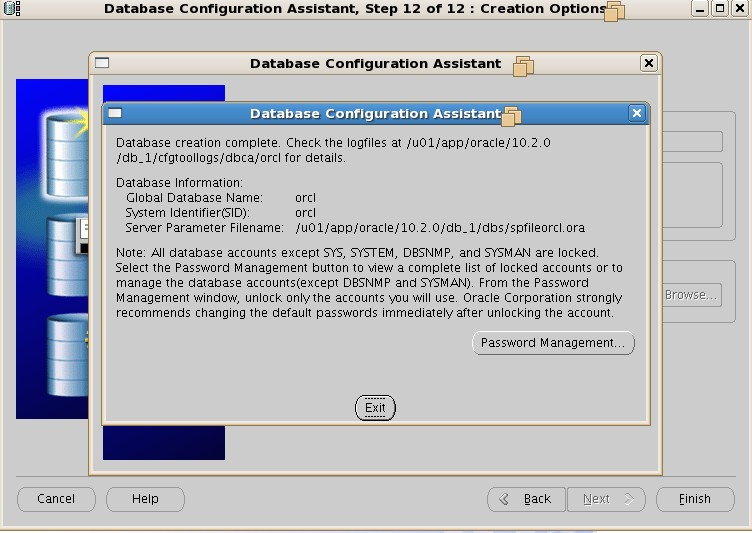 Database Configuration Assistant, Step 12 of 12 : Creation Options
Database Configuration Assistant
Database Configuration Assistant
Database creation complete. Check the logfiles at /u01/app/oracle/10.2.0
/db_1/cfgtoollogs/dbca/orcl for details.
Database Information:
Global Database Name: orcl
System Identifier(SID): orcl
Server Parameter Filename: /u01/app/oracle/10.2.0/db_1/dbs/spfileorcl.ora
Note: All database accounts except SYS, SYSTEM, DBSNMP, and SYSMAN are locked.
Select the Password Management button to view a complete list of locked accounts or to
manage the database accounts(except DBSNMP and SYSMAN). From the Password
Management window, unlock only the accounts you will use. Oracle Corporation strongly
recommends changing the default passwords immediately after unlocking the account.
Browse...
Password Management...
Exit
Cancel Help Back Next Finish